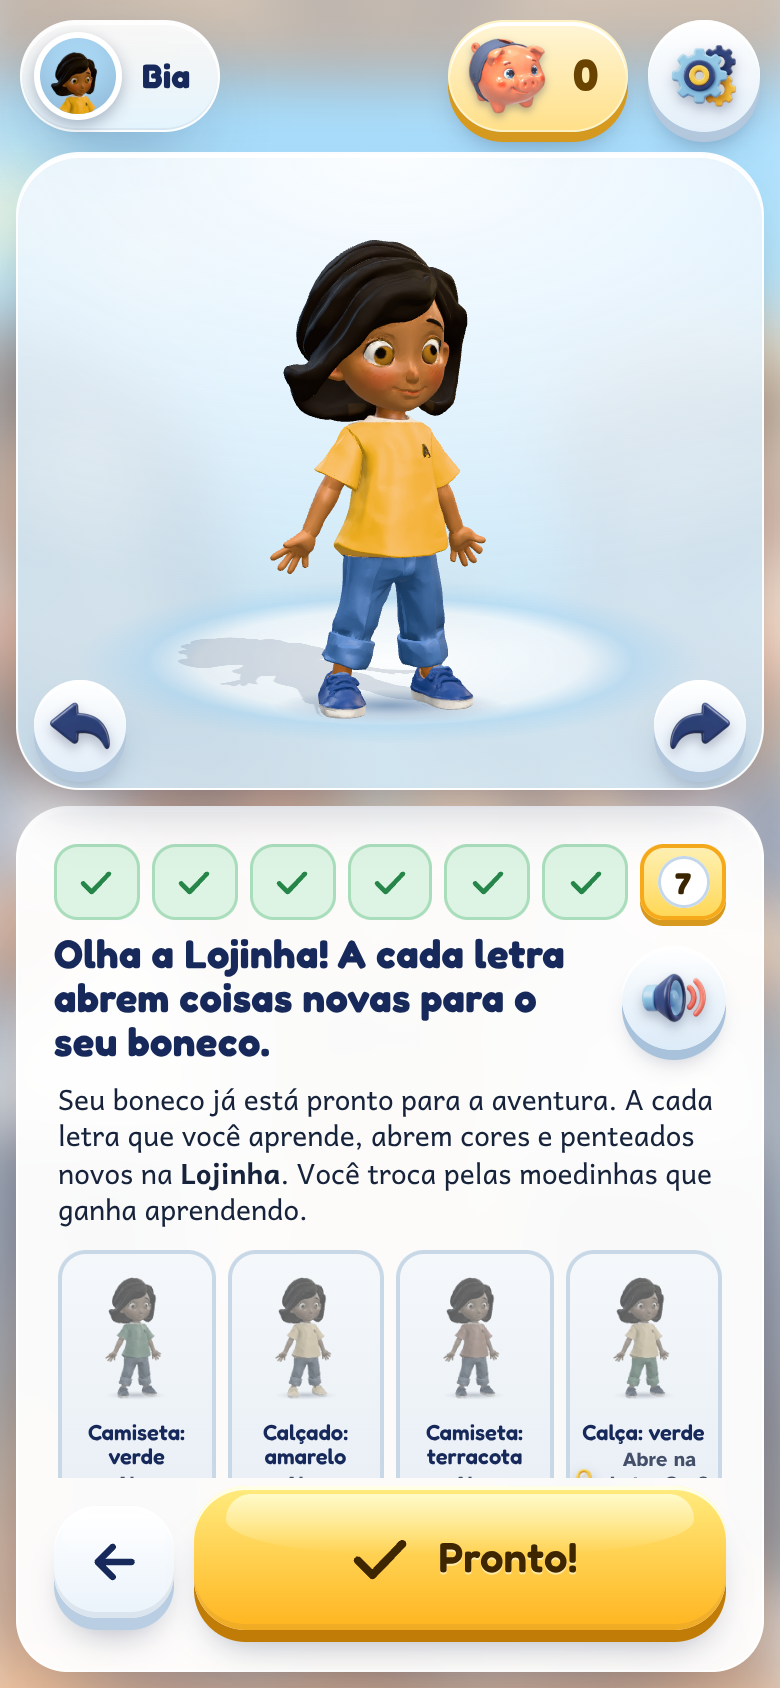 Bia
0
7
Olha a Lojinha! A cada letra
abrem coisas novas para o
seu boneco.
Seu boneco já está pronto para a aventura. A cada
letra que você aprende, abrem cores e penteados
novos na Lojinha. Você troca pelas moedinhas que
ganha aprendendo.
Camiseta:
verde
Calçado:
amarelo
Camiseta:
terracota
Calça: verde
Abre na
Pronto!